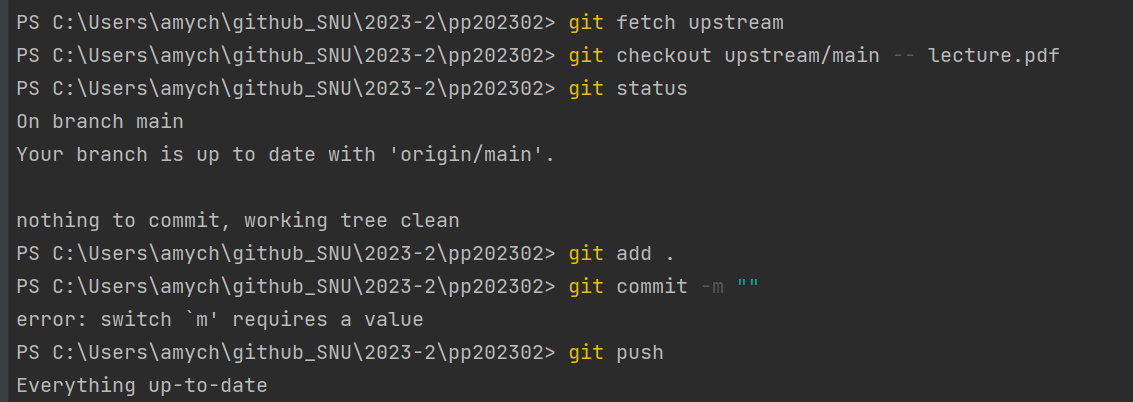 PS C:\Users\amych\github_SNU\2023-2\pp202302> git fetch upstream
PS C:\Users\amych\github_SNU\2023-2\pp202302> git checkout upstream/main -- lecture.pdf
PS C:\Users\amych\github_SNU\2023-2\pp202302> git status
On branch main
Your branch is up to date with 'origin/main'.
nothing to commit, working tree clean
PS C:\Users\amych\github_SNU\2023-2\pp202302> git add .
PS C:\Users\amych\github_SNU\2023-2\pp202302> git commit -m ""
error: switch `m' requires a value
PS C:\Users\amych\github_SNU\2023-2\pp202302> git push
Everything up-to-date